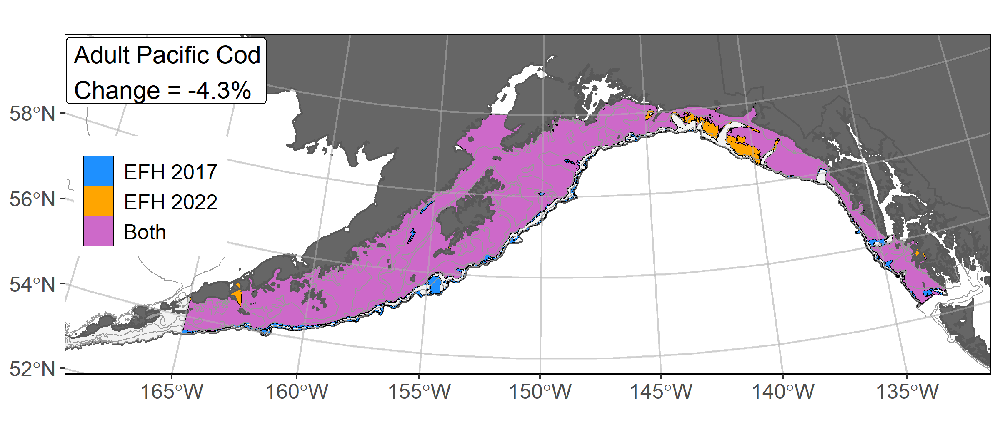 Adult Pacific Cod
Change = -4.3%
EFH 2017
EFH 2022
Both
58°N
56°N
54°N
52°N
165°W
160°W
155°W
150°W
145°W
140°W
135°W